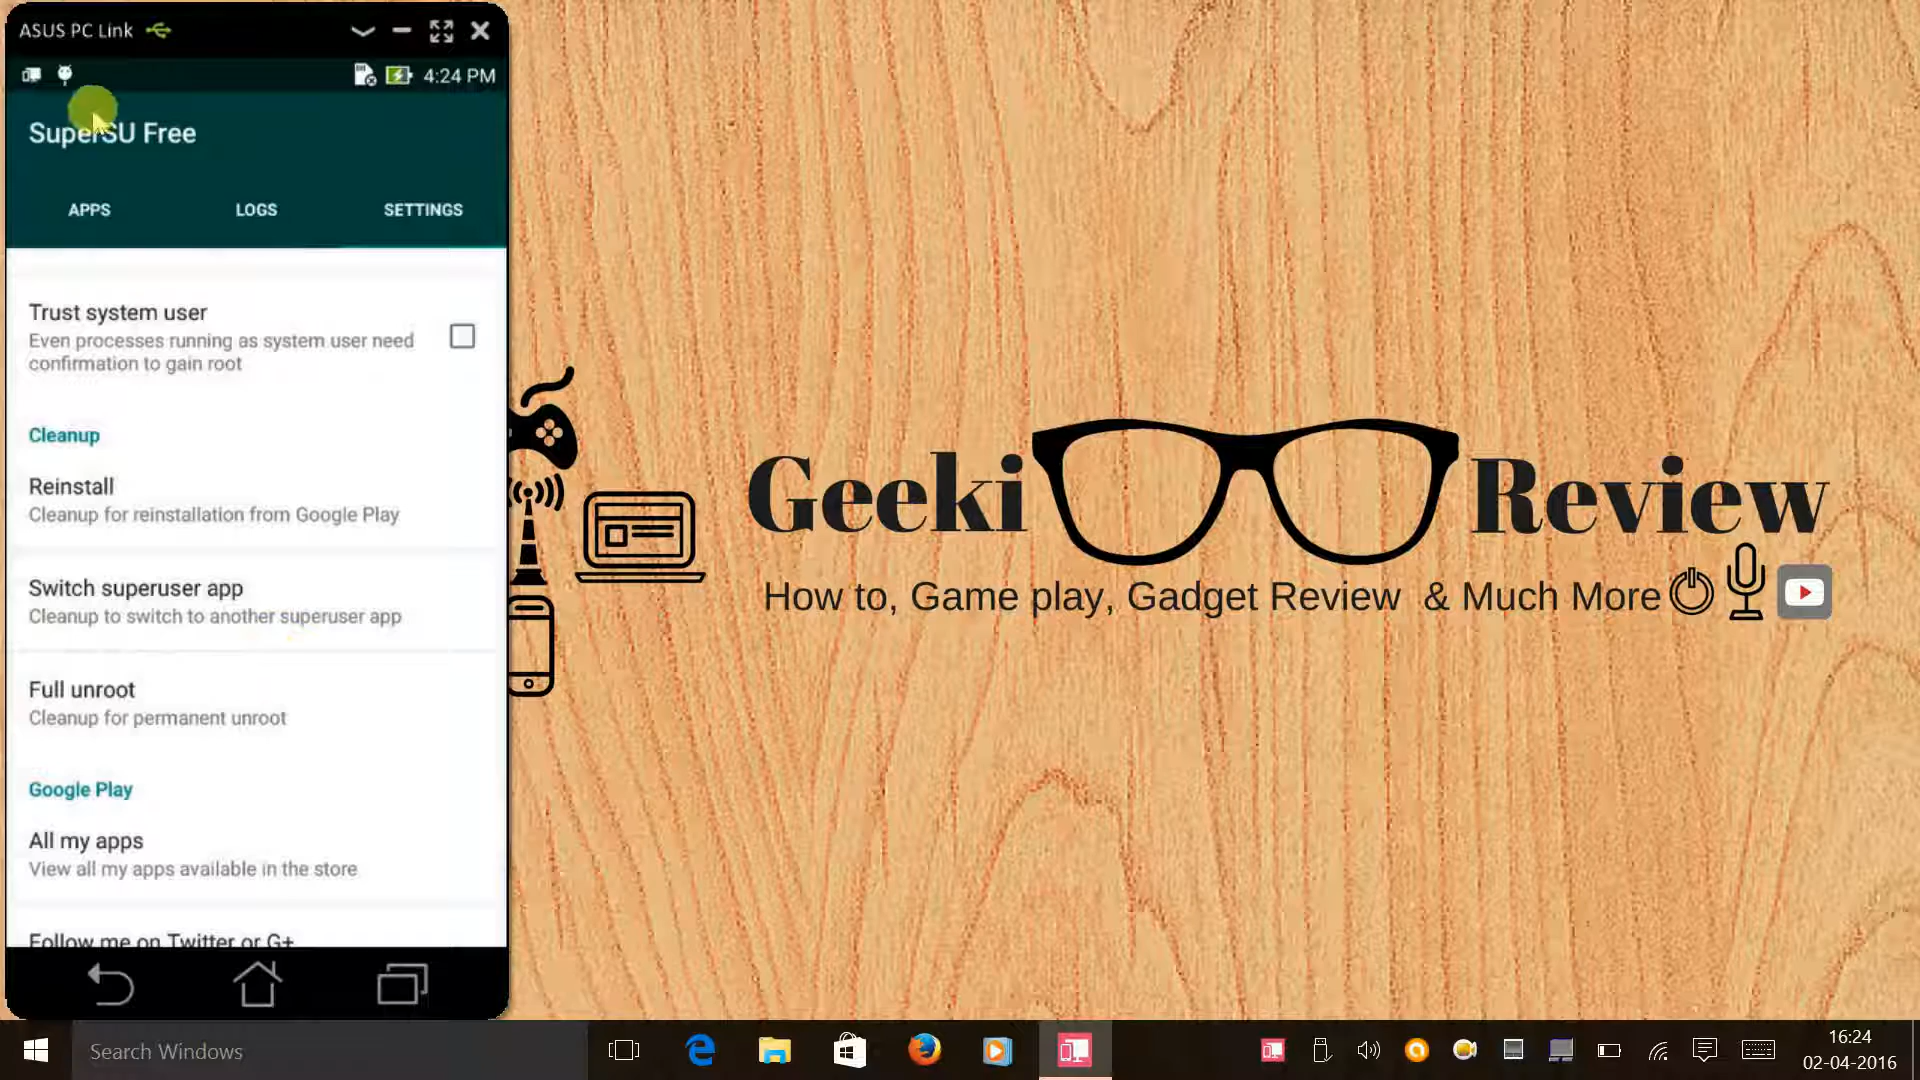 ASUS PC Link
4:24 PM
SuperSU Free
APPS
LOGS
SETTINGS
Trust system user
Even processes running as system user need
confirmation to gain root
Cleanup
Reinstall
Cleanup for reinstallation from Google Play
Switch superuser app
Cleanup to switch to another superuser app
Full unroot
Cleanup for permanent unroot
Google Play
All my apps
View all my apps available in the store
Follow me on Twitter or G+
Geeki Review
How to, Game play, Gadget Review & Much More
Search Windows
16:24
02-04-2016